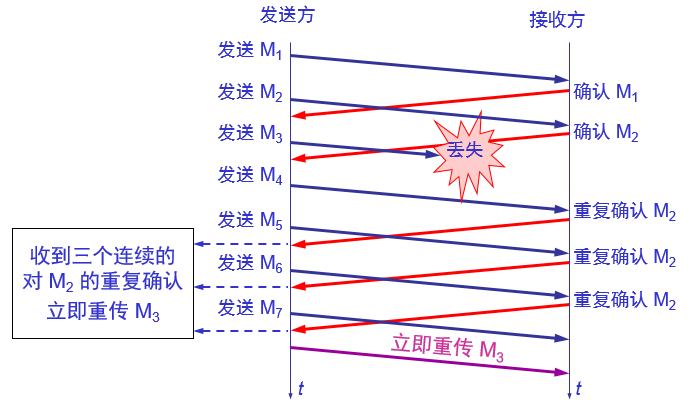 发送方
接收方
发送 M1
确认 M1
发送 M2
确认 M2
发送 M3
丢失
发送 M4
重复确认 M2
发送 M5
重复确认 M2
发送 M6
重复确认 M2
发送 M7
收到三个连续的
对 M2 的重复确认
立即重传 M3
立即重传 M3
t
t